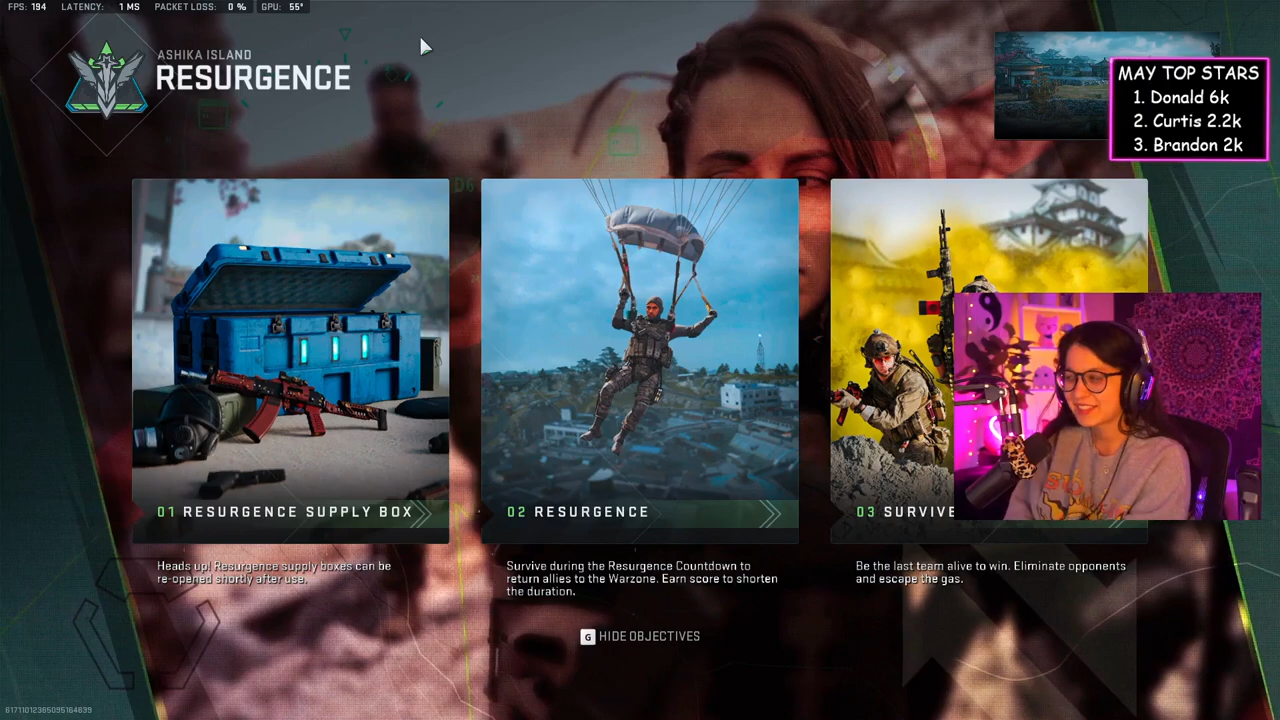 FPS: 194 LATENCY: 1 MS PACKET LOSS: 0 % GPU: 55°
ASHIKA ISLAND
RESURGENCE
MAY TOP STARS
1. Donald 6k
2. Curtis 2.2k
3. Brandon 2k
01 RESURGENCE SUPPLY BOX
02 RESURGENCE
03 SURVIVE
Heads up! Resurgence supply boxes can be
re-opened shortly after use.
Survive during the Resurgence Countdown to
return allies to the Warzone. Earn score to shorten
the duration.
Be the last team alive to win. Eliminate opponents
and escape the gas.
G HIDE OBJECTIVES